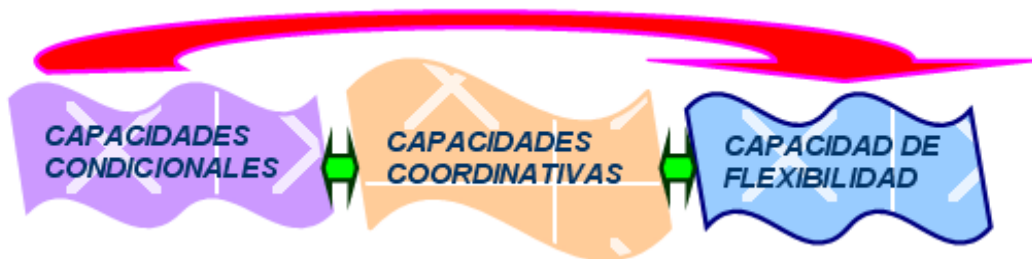 CAPACIDADES
CONDICIONALES
CAPACIDADES
COORDINATIVAS
CAPACIDAD DE
FLEXIBILIDAD